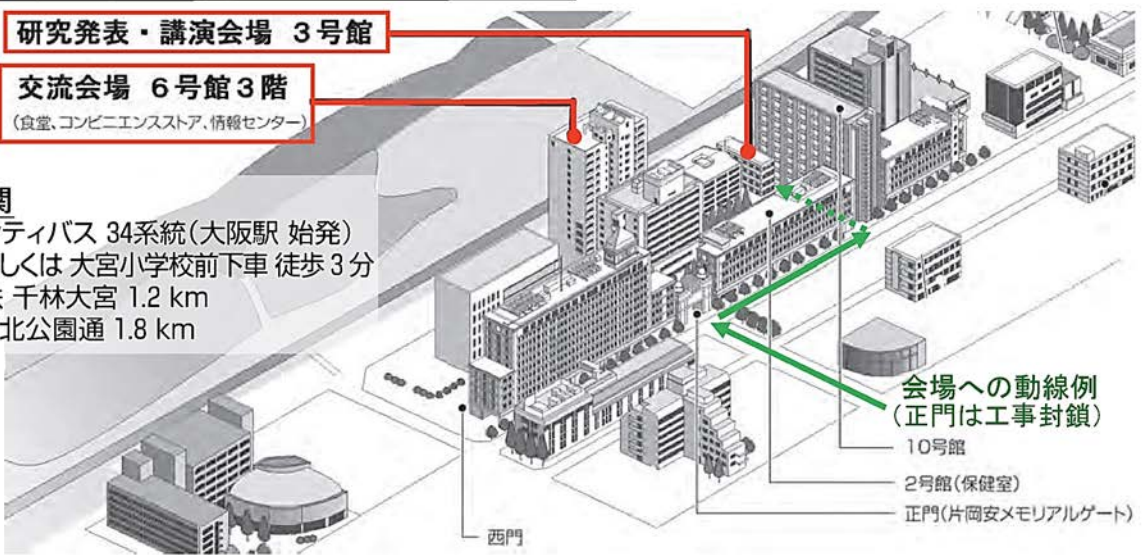 研究発表・講演会場 3号館
交流会場 6号館3階
(食堂、コンビニエンスストア、情報センター)
関
ティバス 34系統(大阪駅 始発)
しくは 大宮小学校前下車 徒歩3分
千林大宮 1.2 km
北公園通 1.8 km
会場への動線例
(正門は工事封鎖)
10号館
2号館(保健室)
正門(片岡安メモリアルゲート)
西門